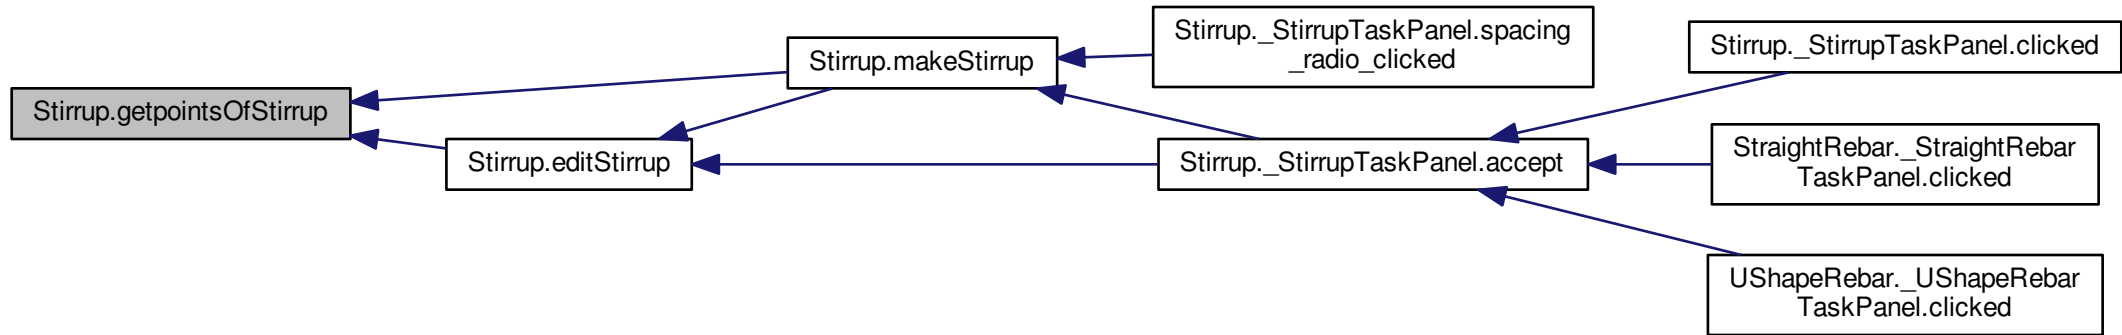 Stirrup.getpointsOfStirrup
Stirrup.makeStirrup
Stirrup.editStirrup
Stirrup._StirrupTaskPanel.spacing
_radio_clicked
Stirrup._StirrupTaskPanel.accept
Stirrup._StirrupTaskPanel.clicked
StraightRebar._StraightRebar
TaskPanel.clicked
UShapeRebar._UShapeRebar
TaskPanel.clicked